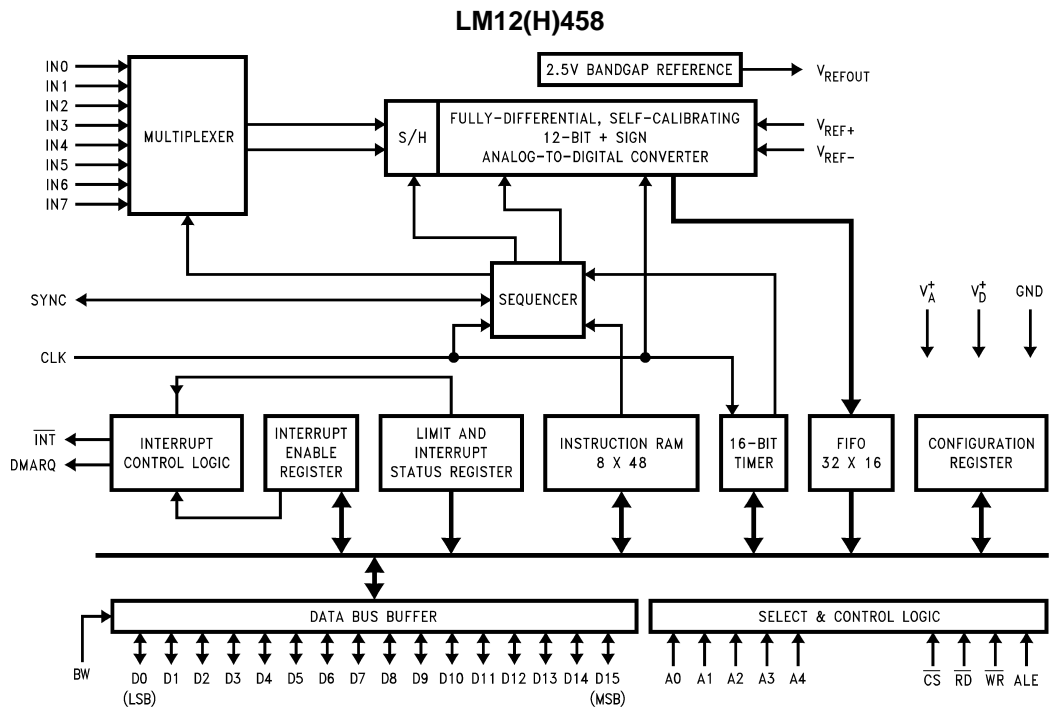 LM12(H)458
2.5V BANDGAP REFERENCE
VREFOUT
IN0
IN1
IN2
IN3
IN4
IN5
IN6
IN7
MULTIPLEXER
S/H
FULLY-DIFFERENTIAL, SELF-CALIBRATING
12-BIT + SIGN
ANALOG-TO-DIGITAL CONVERTER
VREF+
VREF-
SYNC
SEQUENCER
VA+
VD+
GND
CLK
INT
DMARQ
INTERRUPT
CONTROL LOGIC
INTERRUPT
ENABLE
REGISTER
LIMIT AND
INTERRUPT
STATUS REGISTER
INSTRUCTION RAM
8 X 48
16-BIT
TIMER
FIFO
32 X 16
CONFIGURATION
REGISTER
DATA BUS BUFFER
SELECT & CONTROL LOGIC
BW
D0 D1 D2 D3 D4 D5 D6 D7 D8 D9 D10 D11 D12 D13 D14 D15
(LSB) (MSB)
A0 A1 A2 A3 A4
CS RD WR ALE